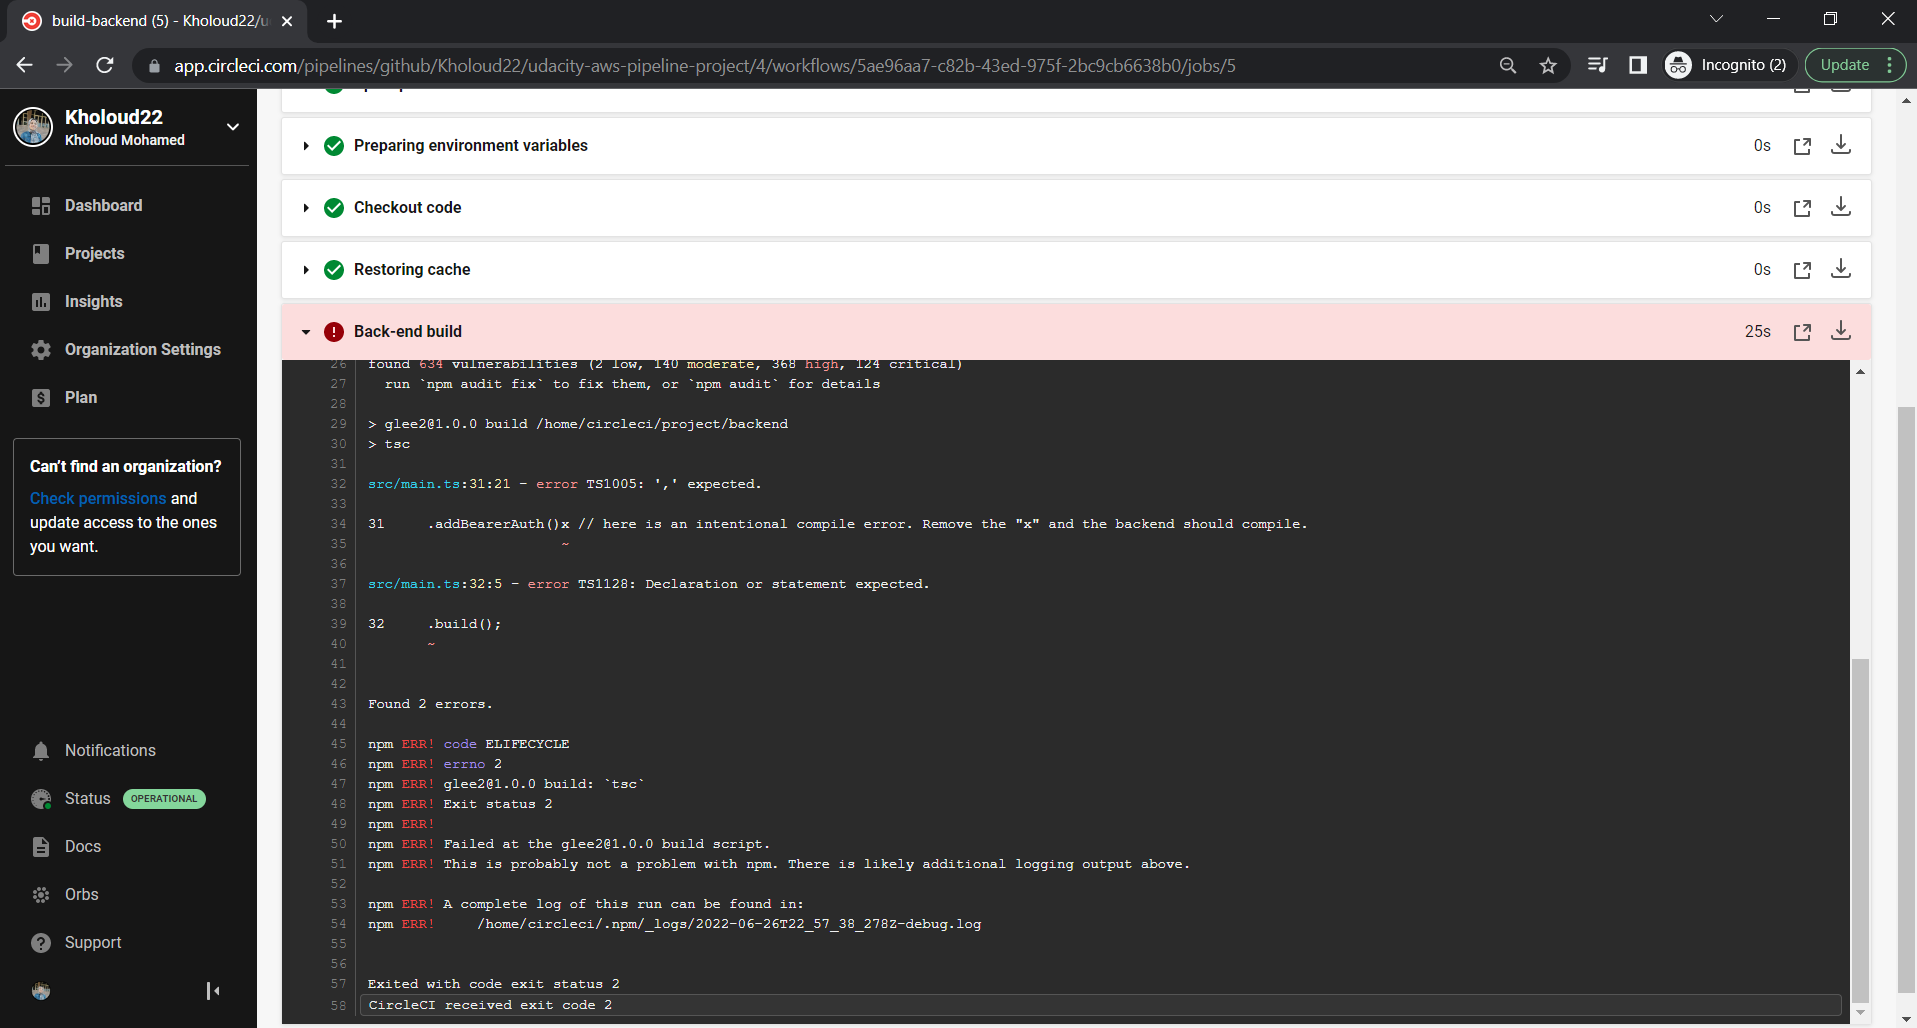 build-backend (5) - Kholoud22/u
app.circleci.com/pipelines/github/Kholoud22/udacity-aws-pipeline-project/4/workflows/5ae96aa7-c82b-43ed-975f-2bc9cb6638b0/jobs/5
Incognito (2)
Update
Kholoud22
Kholoud Mohamed
Dashboard
Projects
Insights
Organization Settings
Plan
Can't find an organization?
Check permissions and
update access to the ones
you want.
Notifications
Status OPERATIONAL
Docs
Orbs
Support
Preparing environment variables 0s
Checkout code 0s
Restoring cache 0s
Back-end build 25s
26 found 634 vulnerabilities (2 low, 140 moderate, 368 high, 124 critical)
27 run `npm audit fix` to fix them, or `npm audit` for details
28
29 > glee2@1.0.0 build /home/circleci/project/backend
30 > tsc
31
32 src/main.ts:31:21 - error TS1005: ',' expected.
33
34 31 .addBearerAuth()x // here is an intentional compile error. Remove the "x" and the backend should compile.
35 ~
36
37 src/main.ts:32:5 - error TS1128: Declaration or statement expected.
38
39 32 .build();
40 ~
41
42
43 Found 2 errors.
44
45 npm ERR! code ELIFECYCLE
46 npm ERR! errno 2
47 npm ERR! glee2@1.0.0 build: `tsc`
48 npm ERR! Exit status 2
49 npm ERR!
50 npm ERR! Failed at the glee2@1.0.0 build script.
51 npm ERR! This is probably not a problem with npm. There is likely additional logging output above.
52
53 npm ERR! A complete log of this run can be found in:
54 npm ERR! /home/circleci/.npm/_logs/2022-06-26T22_57_38_278Z-debug.log
55
56
57 Exited with code exit status 2
58 CircleCI received exit code 2